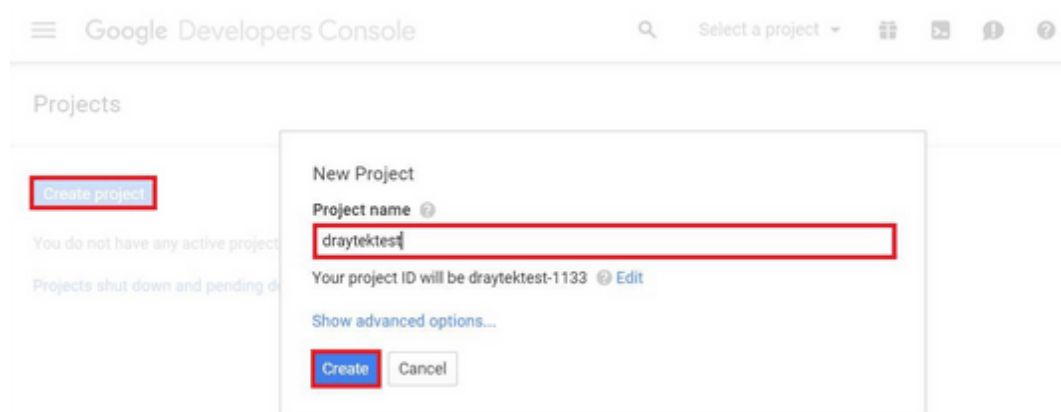 Google Developers Console
Select a project
Projects
New Project
Create project
Project name
draytektest
You do not have any active project
Your project ID will be draytektest-1133 Edit
Projects shut down and pending d
Show advanced options...
Create Cancel